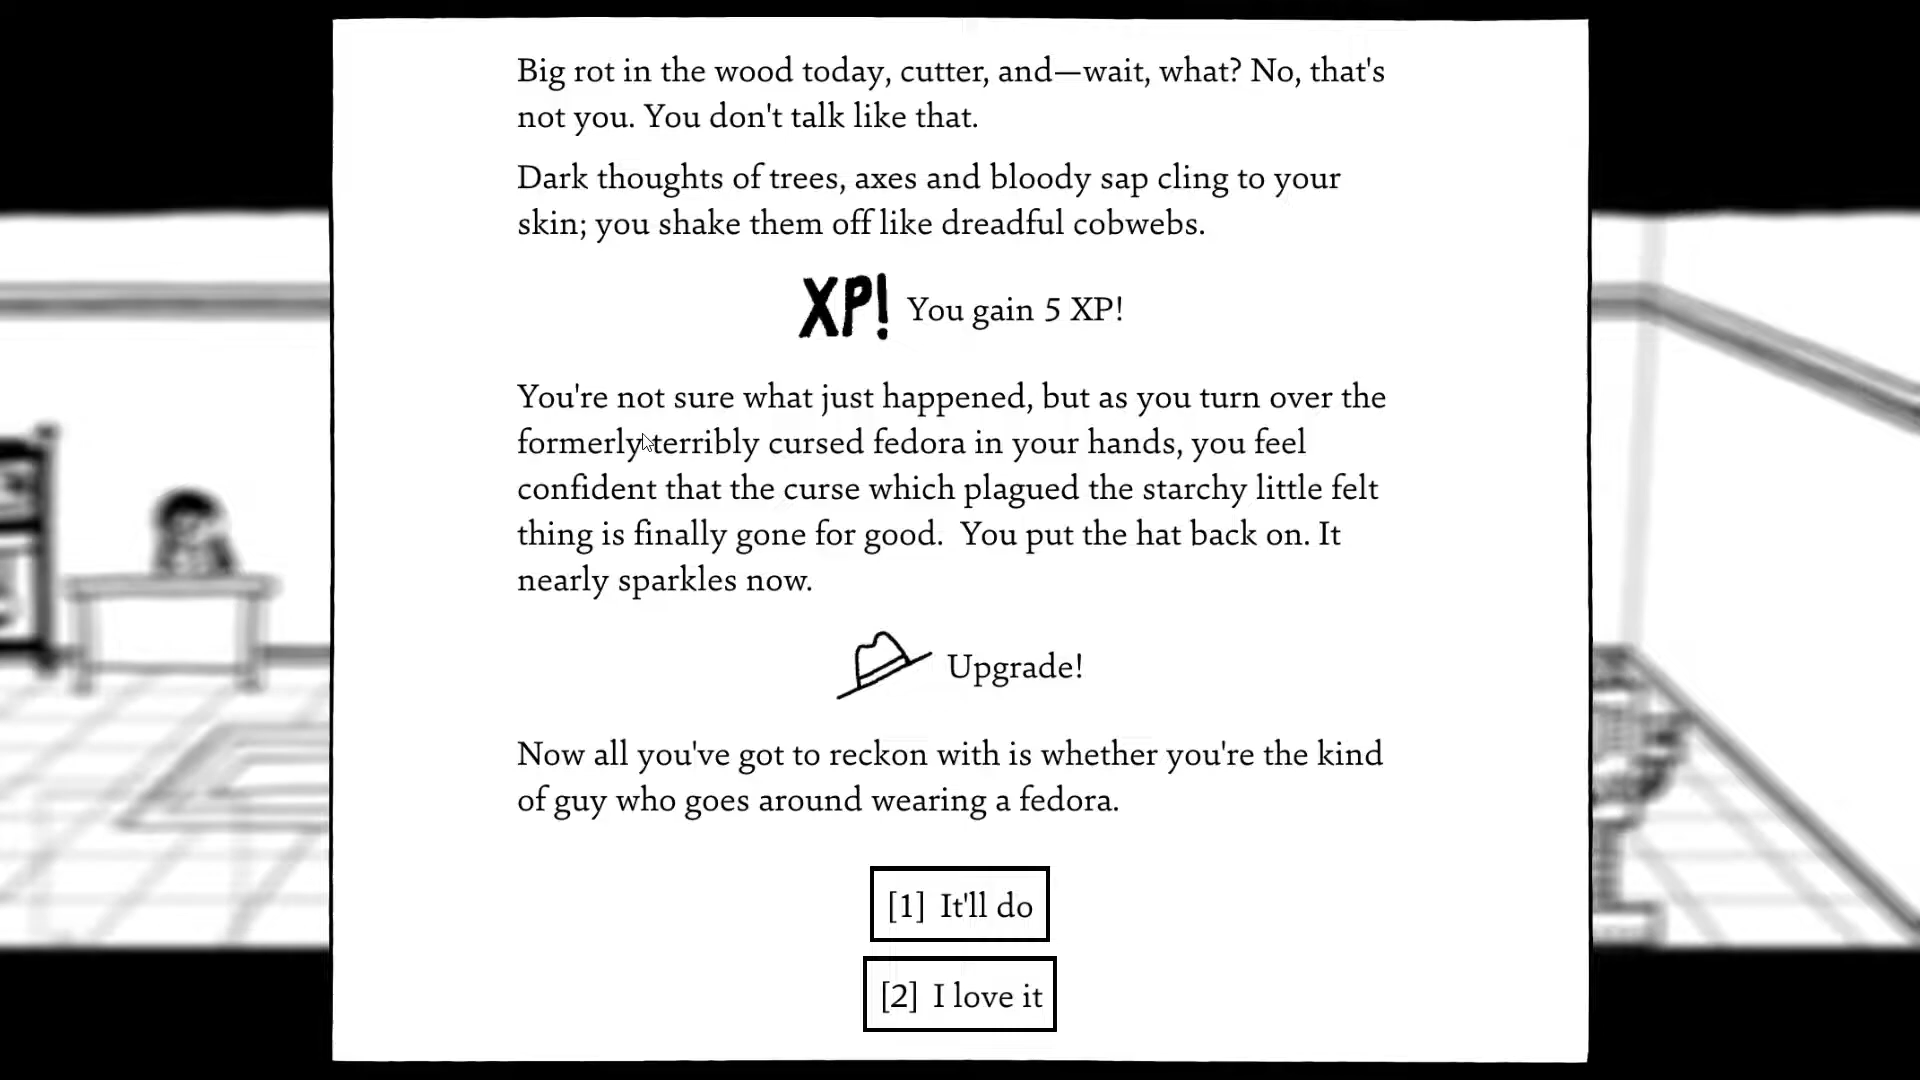 Big rot in the wood today, cutter, and—wait, what? No, that's
not you. You don't talk like that.
Dark thoughts of trees, axes and bloody sap cling to your
skin; you shake them off like dreadful cobwebs.
XP! You gain 5 XP!
You're not sure what just happened, but as you turn over the
formerly terribly cursed fedora in your hands, you feel
confident that the curse which plagued the starchy little felt
thing is finally gone for good.  You put the hat back on. It
nearly sparkles now.
Upgrade!
Now all you've got to reckon with is whether you're the kind
of guy who goes around wearing a fedora.
[1] It'll do
[2] I love it